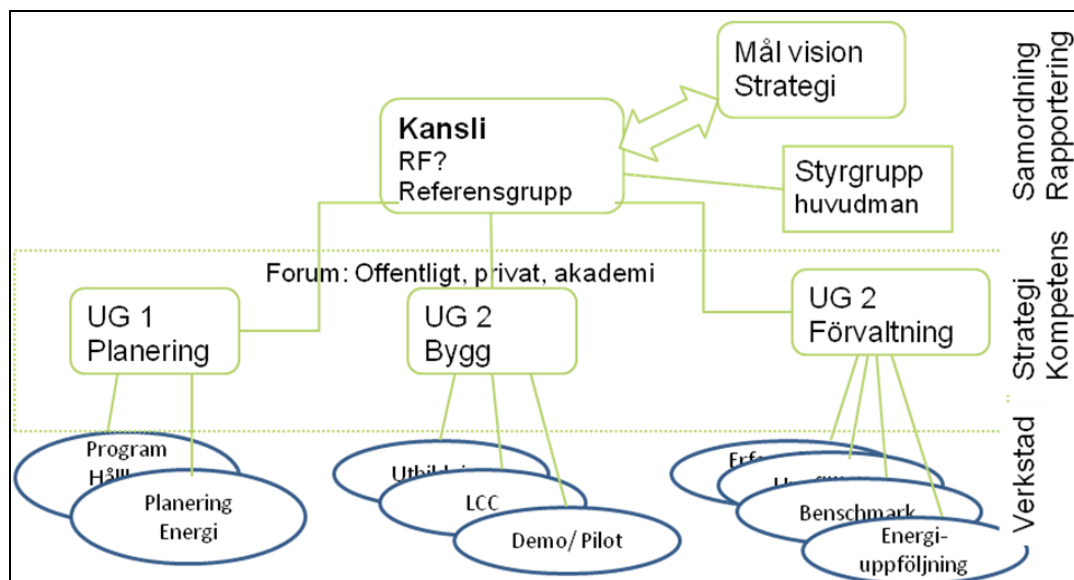 Mål vision
Strategi
Kansli
RF?
Referensgrupp
Styrgrupp
huvudman
Samordning
Rapportering
Forum: Offentligt, privat, akademi
UG 1
Planering
UG 2
Bygg
UG 2
Förvaltning
Strategi
Kompetens
Program
Planering
Energi
LCC
Demo/ Pilot
Benschmark
Energi-
uppföljning
Verkstad